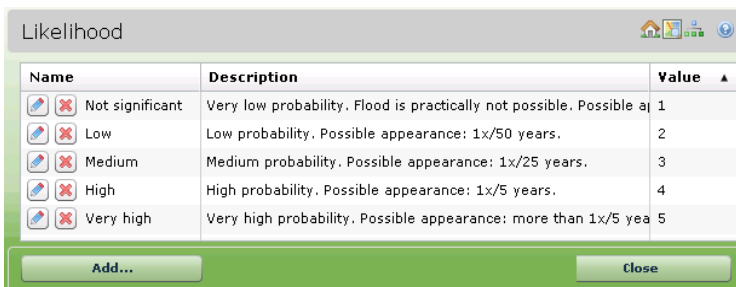 Likelihood
Name Description Value
Not significant Very low probability. Flood is practically not possible. Possible 1
Low Low probability. Possible appearance: 1x/50 years. 2
Medium Medium probability. Possible appearance: 1x/25 years. 3
High High probability. Possible appearance: 1x/5 years. 4
Very high Very high probability. Possible appearance: more than 1x/5 yea 5
Add... Close